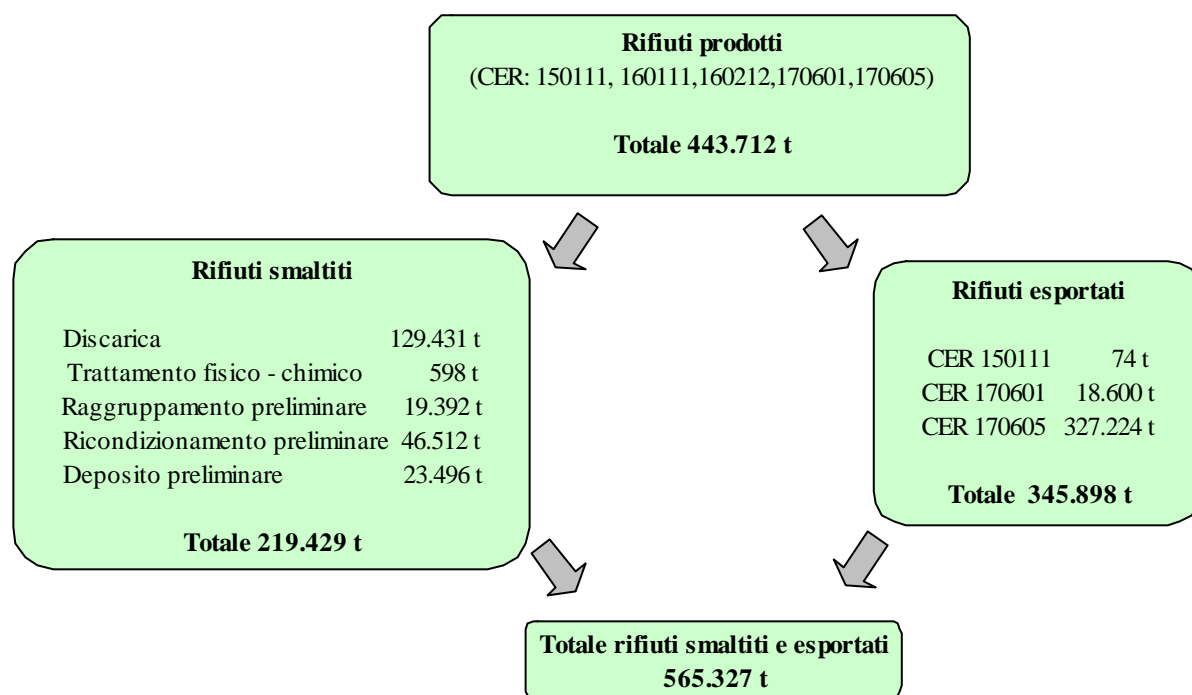 Rifiuti prodotti
(CER: 150111, 160111,160212,170601,170605)
Totale 443.712 t
Rifiuti smaltiti
Discarica 129.431 t
Trattamento fisico - chimico 598 t
Raggruppamento preliminare 19.392 t
Ricondizionamento preliminare 46.512 t
Deposito preliminare 23.496 t
Totale 219.429 t
Rifiuti esportati
CER 150111 74 t
CER 170601 18.600 t
CER 170605 327.224 t
Totale 345.898 t
Totale rifiuti smaltiti e esportati
565.327 t